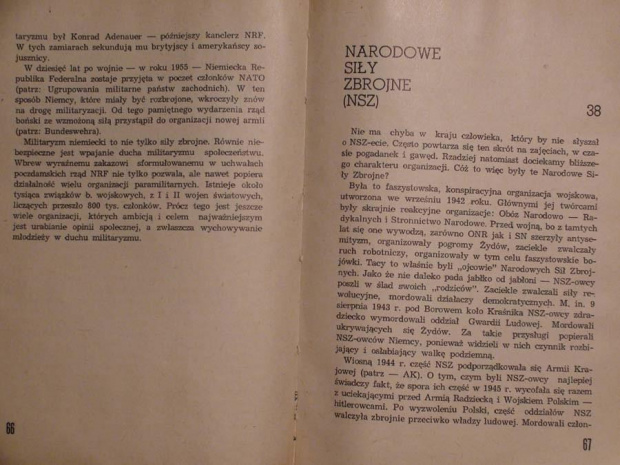 taryzmu był Konrad Adenauer — późniejszy kanclerz NRF.
W tych zamiarach sekundują mu brytyjscy i amerykańscy so-
jusznicy.
W dziesięć lat po wojnie — w roku 1955 — Niemiecka Re-
publika Federalna zostaje przyjęta w poczet członków NATO
(patrz: Ugrupowania militarne państw zachodnich). W ten
sposób Niemcy, które miały być rozbrojone, wkroczyły znów
na drogę militaryzacji. Od tego pamiętnego wydarzenia rząd
boński ze wzmożoną siłą przystąpił do organizacji nowej armii
(patrz: Bundeswehra).
Militaryzm niemiecki to nie tylko siły zbrojne. Równie nie-
bezpieczne jest wpajanie ducha militaryzmu społeczeństwu.
Wbrew wyraźnemu zakazowi sformułowanemu w uchwałach
poczdamskich rząd NRF nie tylko pozwala, ale nawet popiera
działalność wielu organizacji paramilitarnych. Istnieje około
tysiąca związków b. wojskowych, z I i II wojen światowych,
liczących przeszło 800 tys. członków. Prócz tego jest jeszcze
wiele organizacji, których ambicją i celem najważniejszym
jest urabianie opinii społecznej, a zwłaszcza wychowywanie
młodzieży w duchu militaryzmu.
66
NARODOWE
SIŁY
ZBROJNE
(NSZ)
38
Nie ma chyba w kraju człowieka, który by nie słyszał
o NSZ-ecie. Często powtarza się ten skrót na zajęciach, w cza-
sie pogadanek i gawęd. Rzadziej natomiast dociekamy bliższe-
go charakteru organizacji. Cóż to więc były te Narodowe Si-
ły Zbrojne?
Była to faszystowska, konspiracyjna organizacja wojskowa,
utworzona we wrześniu 1942 roku. Głównymi jej twórcami
były skrajnie reakcyjne organizacje: Obóz Narodowo — Ra-
dykalnych i Stronnictwo Narodowe. Przed wojną, bo z tamtych
lat się one wywodzą, zarówno ONR jak i SN szerzyły antyse-
mityzm, organizowały pogromy Żydów, zaciekle zwalczały
ruch robotniczy, organizowały w tym celu faszystowskie bo-
jówki. Tacy to właśnie byli „ojcowie" Narodowych Sił Zbroj-
nych. Jako że nie daleko pada jabłko od jabłoni — NSZ-owcy
poszli w ślad swoich „rodziców". Zaciekle zwalczali siły re-
wolucyjne, mordowali działaczy demokratycznych. M. in. 9
sierpnia 1943 r. pod Borowem koło Kraśnika NSZ-owcy zdra-
dziecko wymordowali oddział Gwardii Ludowej. Mordowali
ukrywających się Żydów. Za takie przysługi popierali
NSZ-owców Niemcy, ponieważ widzieli w nich czynnik rozbi-
jający i osłabiający walkę podziemną.
Wiosną 1944 r. część NSZ podporządkowała się Armii Kra-
jowej (patrz — AK). O tym, czym byli NSZ-owcy najlepiej
świadczy fakt, że spora ich część w 1945 r. wycofała się razem
z uciekającymi przed Armią Radziecką i Wojskiem Polskim —
hitlerowcami. Po wyzwoleniu Polski, część oddziałów NSZ
walczyła zbrojnie przeciwko władzy ludowej. Mordowali człon-
67